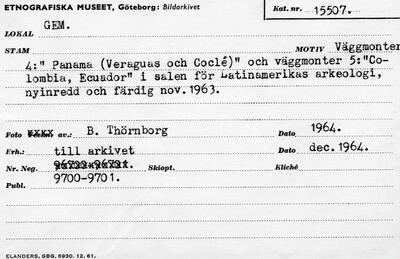 ETNOGRAFISKA MUSEET, Göteborg: Bildarkivet
Kat. nr. 15507.
GEM.
LOKAL
STAM MOTIV Väggmonter
4:" Panama (Veraguas och Coclé)" och väggmonter 5:"Co-
lombia, Ecuador" i salen för Latinamerikas arkeologi,
nyinredd och färdig nov.1963.
Foto av.: B. Thörnborg Dato 1964.
Erh.: till arkivet Dato dec. 1964.
Nr. Neg. Skiopt. Kliché
Publ. 9700-9701.
ELANDERS, GBG. 6930. 12. 61.